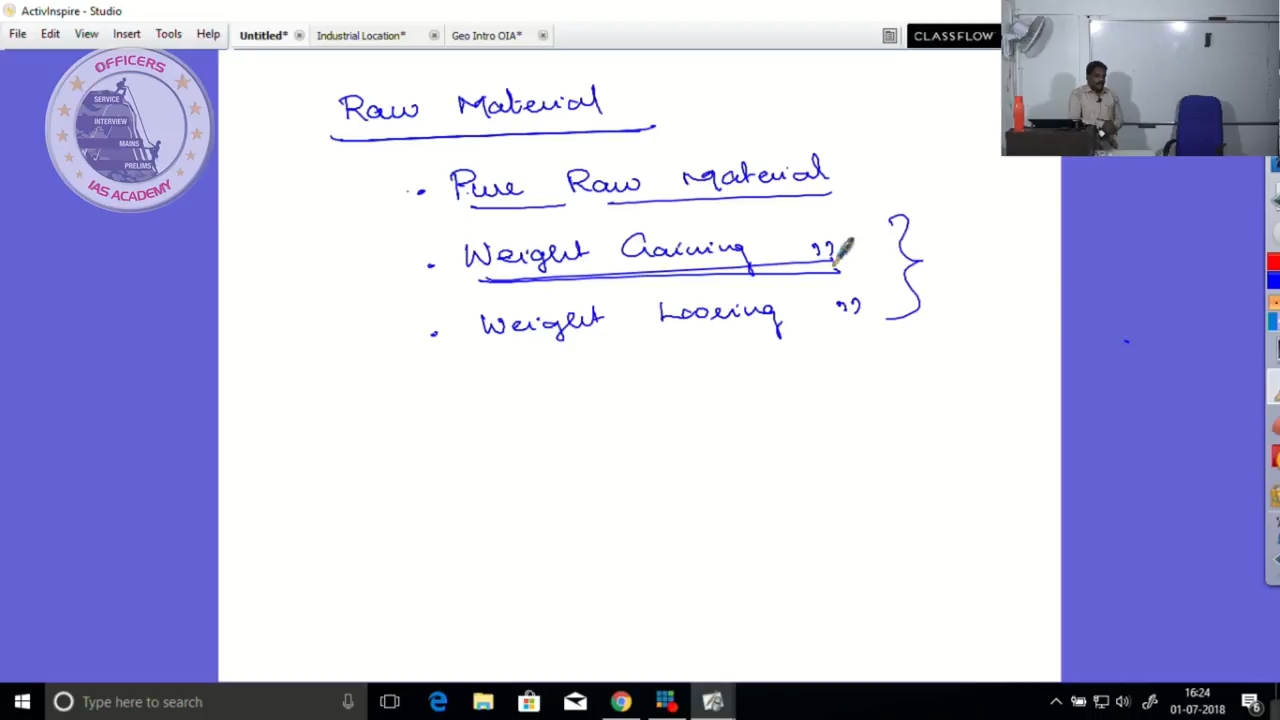 ActivInspire - Studio
File Edit View Insert Tools Help
Untitled* Industrial Location* Geo Intro OIA* CLASSFLOW
OFFICERS
SERVICE
INTERVIEW
MAINS
PRELIMS
IAS ACADEMY
Raw Material
• Pure Raw Material
• Weight Gaining ,,
• Weight Loosing ,,
Type here to search
16:24
01-07-2018
6